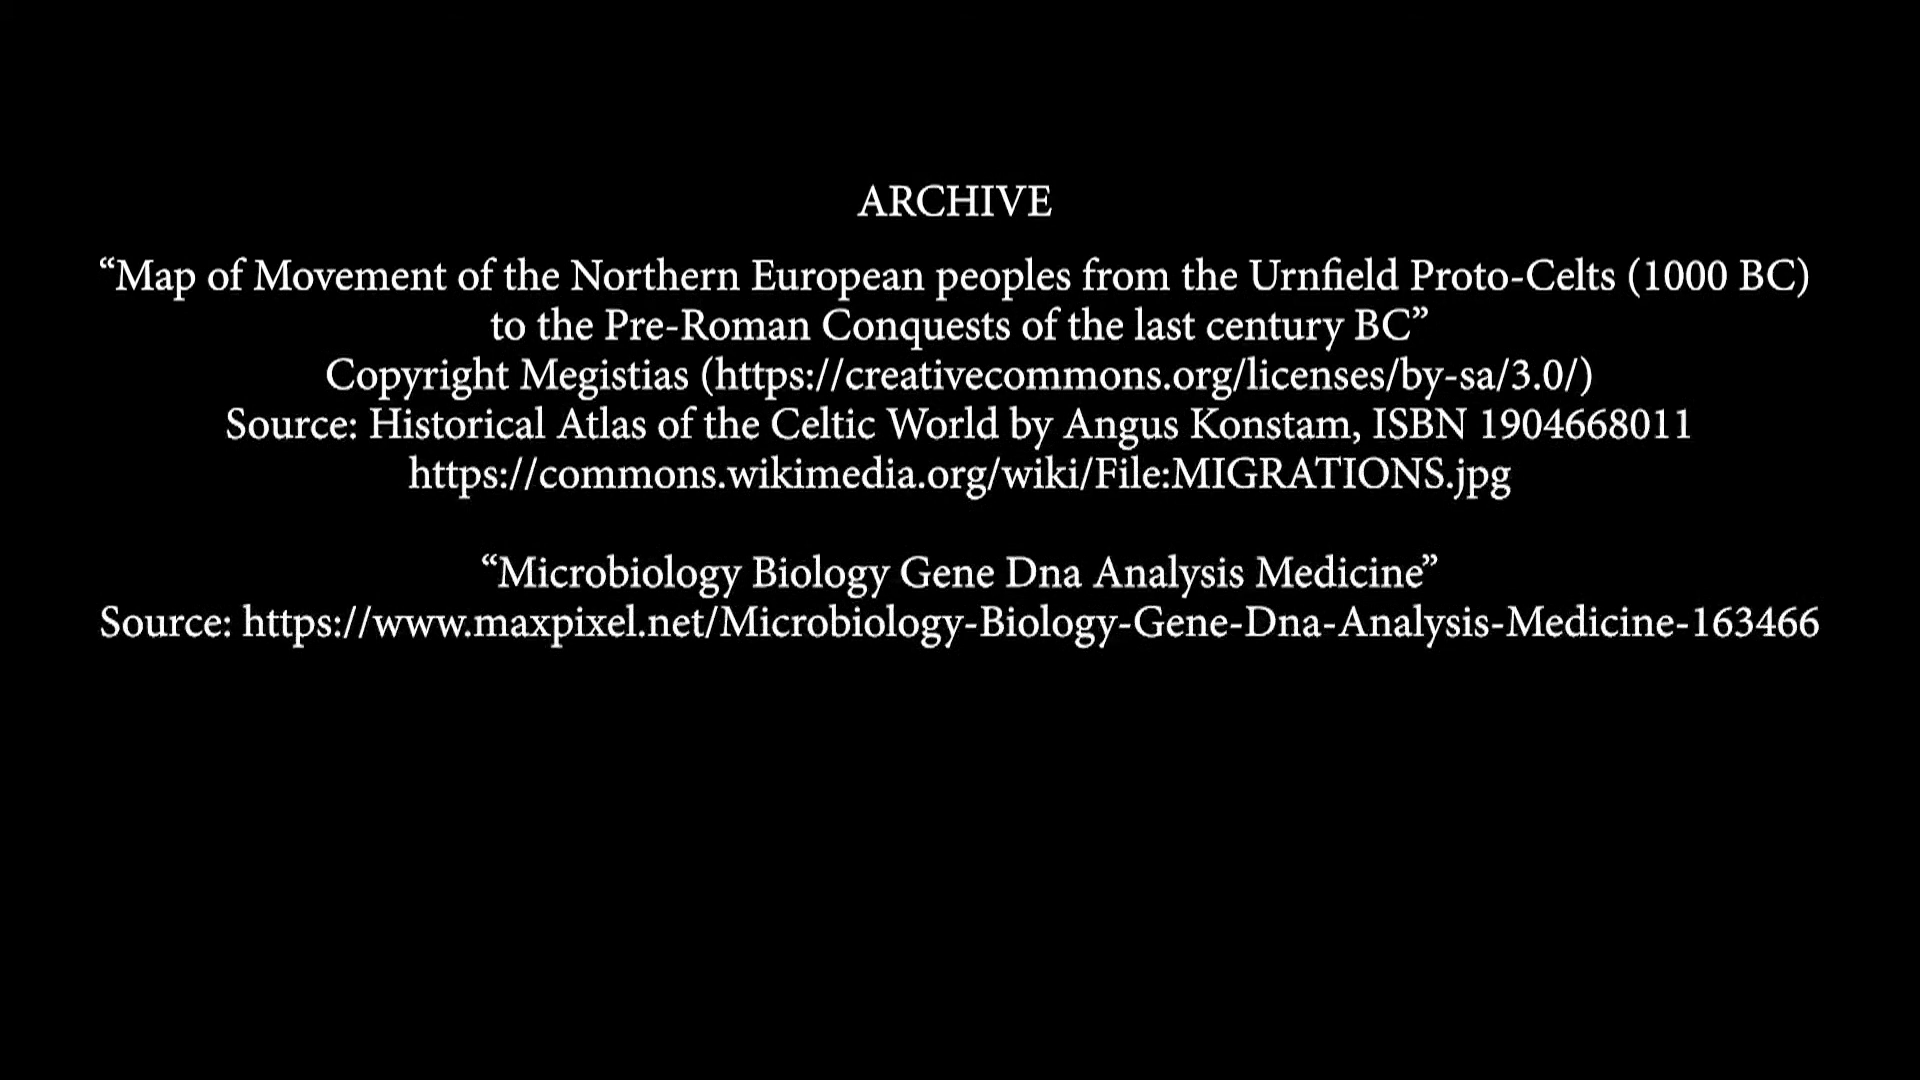 ARCHIVE
“Map of Movement of the Northern European peoples from the Urnfield Proto-Celts (1000 BC)
to the Pre-Roman Conquests of the last century BC”
Copyright Megistias (https://creativecommons.org/licenses/by-sa/3.0/)
Source: Historical Atlas of the Celtic World by Angus Konstam, ISBN 1904668011
https://commons.wikimedia.org/wiki/File:MIGRATIONS.jpg
“Microbiology Biology Gene Dna Analysis Medicine”
Source: https://www.maxpixel.net/Microbiology-Biology-Gene-Dna-Analysis-Medicine-163466